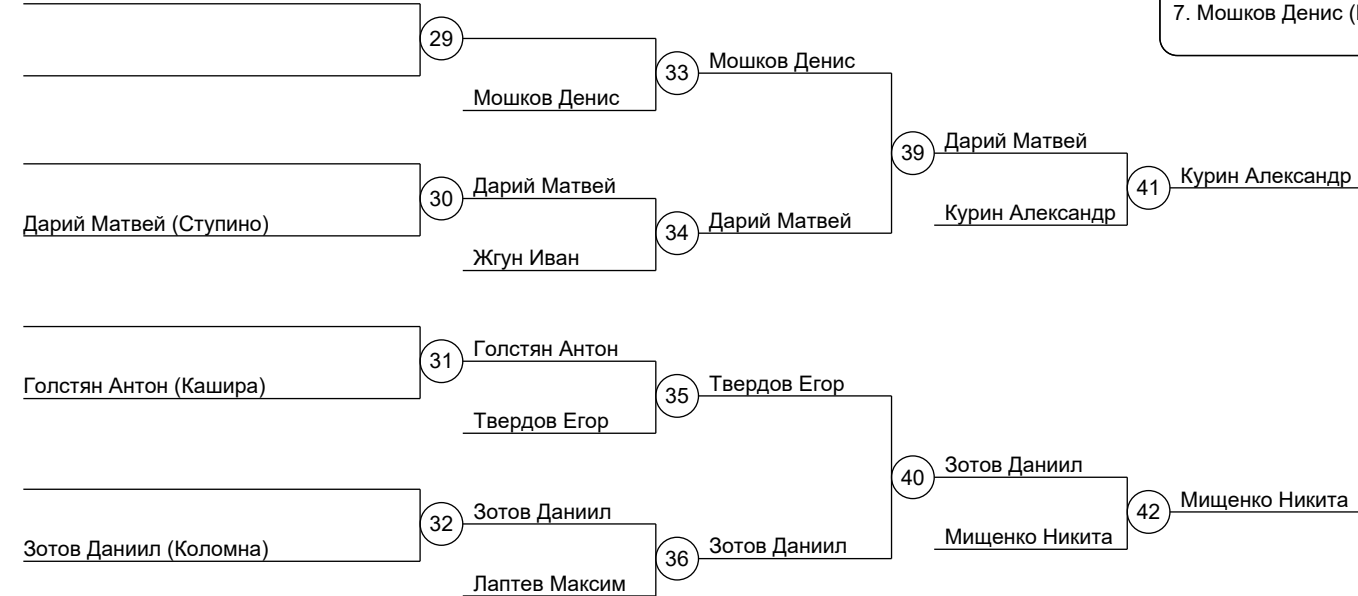 7. Мошков Денис (
29
Мошков Денис
33
Мошков Денис
Дарий Матвей (Ступино)
30
Дарий Матвей
Жгун Иван
34
Дарий Матвей
39
Дарий Матвей
Курин Александр
41
Курин Александр
Голстян Антон (Кашира)
31
Голстян Антон
Твердов Егор
35
Твердов Егор
Зотов Даниил (Коломна)
32
Зотов Даниил
Лаптев Максим
36
Зотов Даниил
40
Зотов Даниил
Мищенко Никита
42
Мищенко Никита